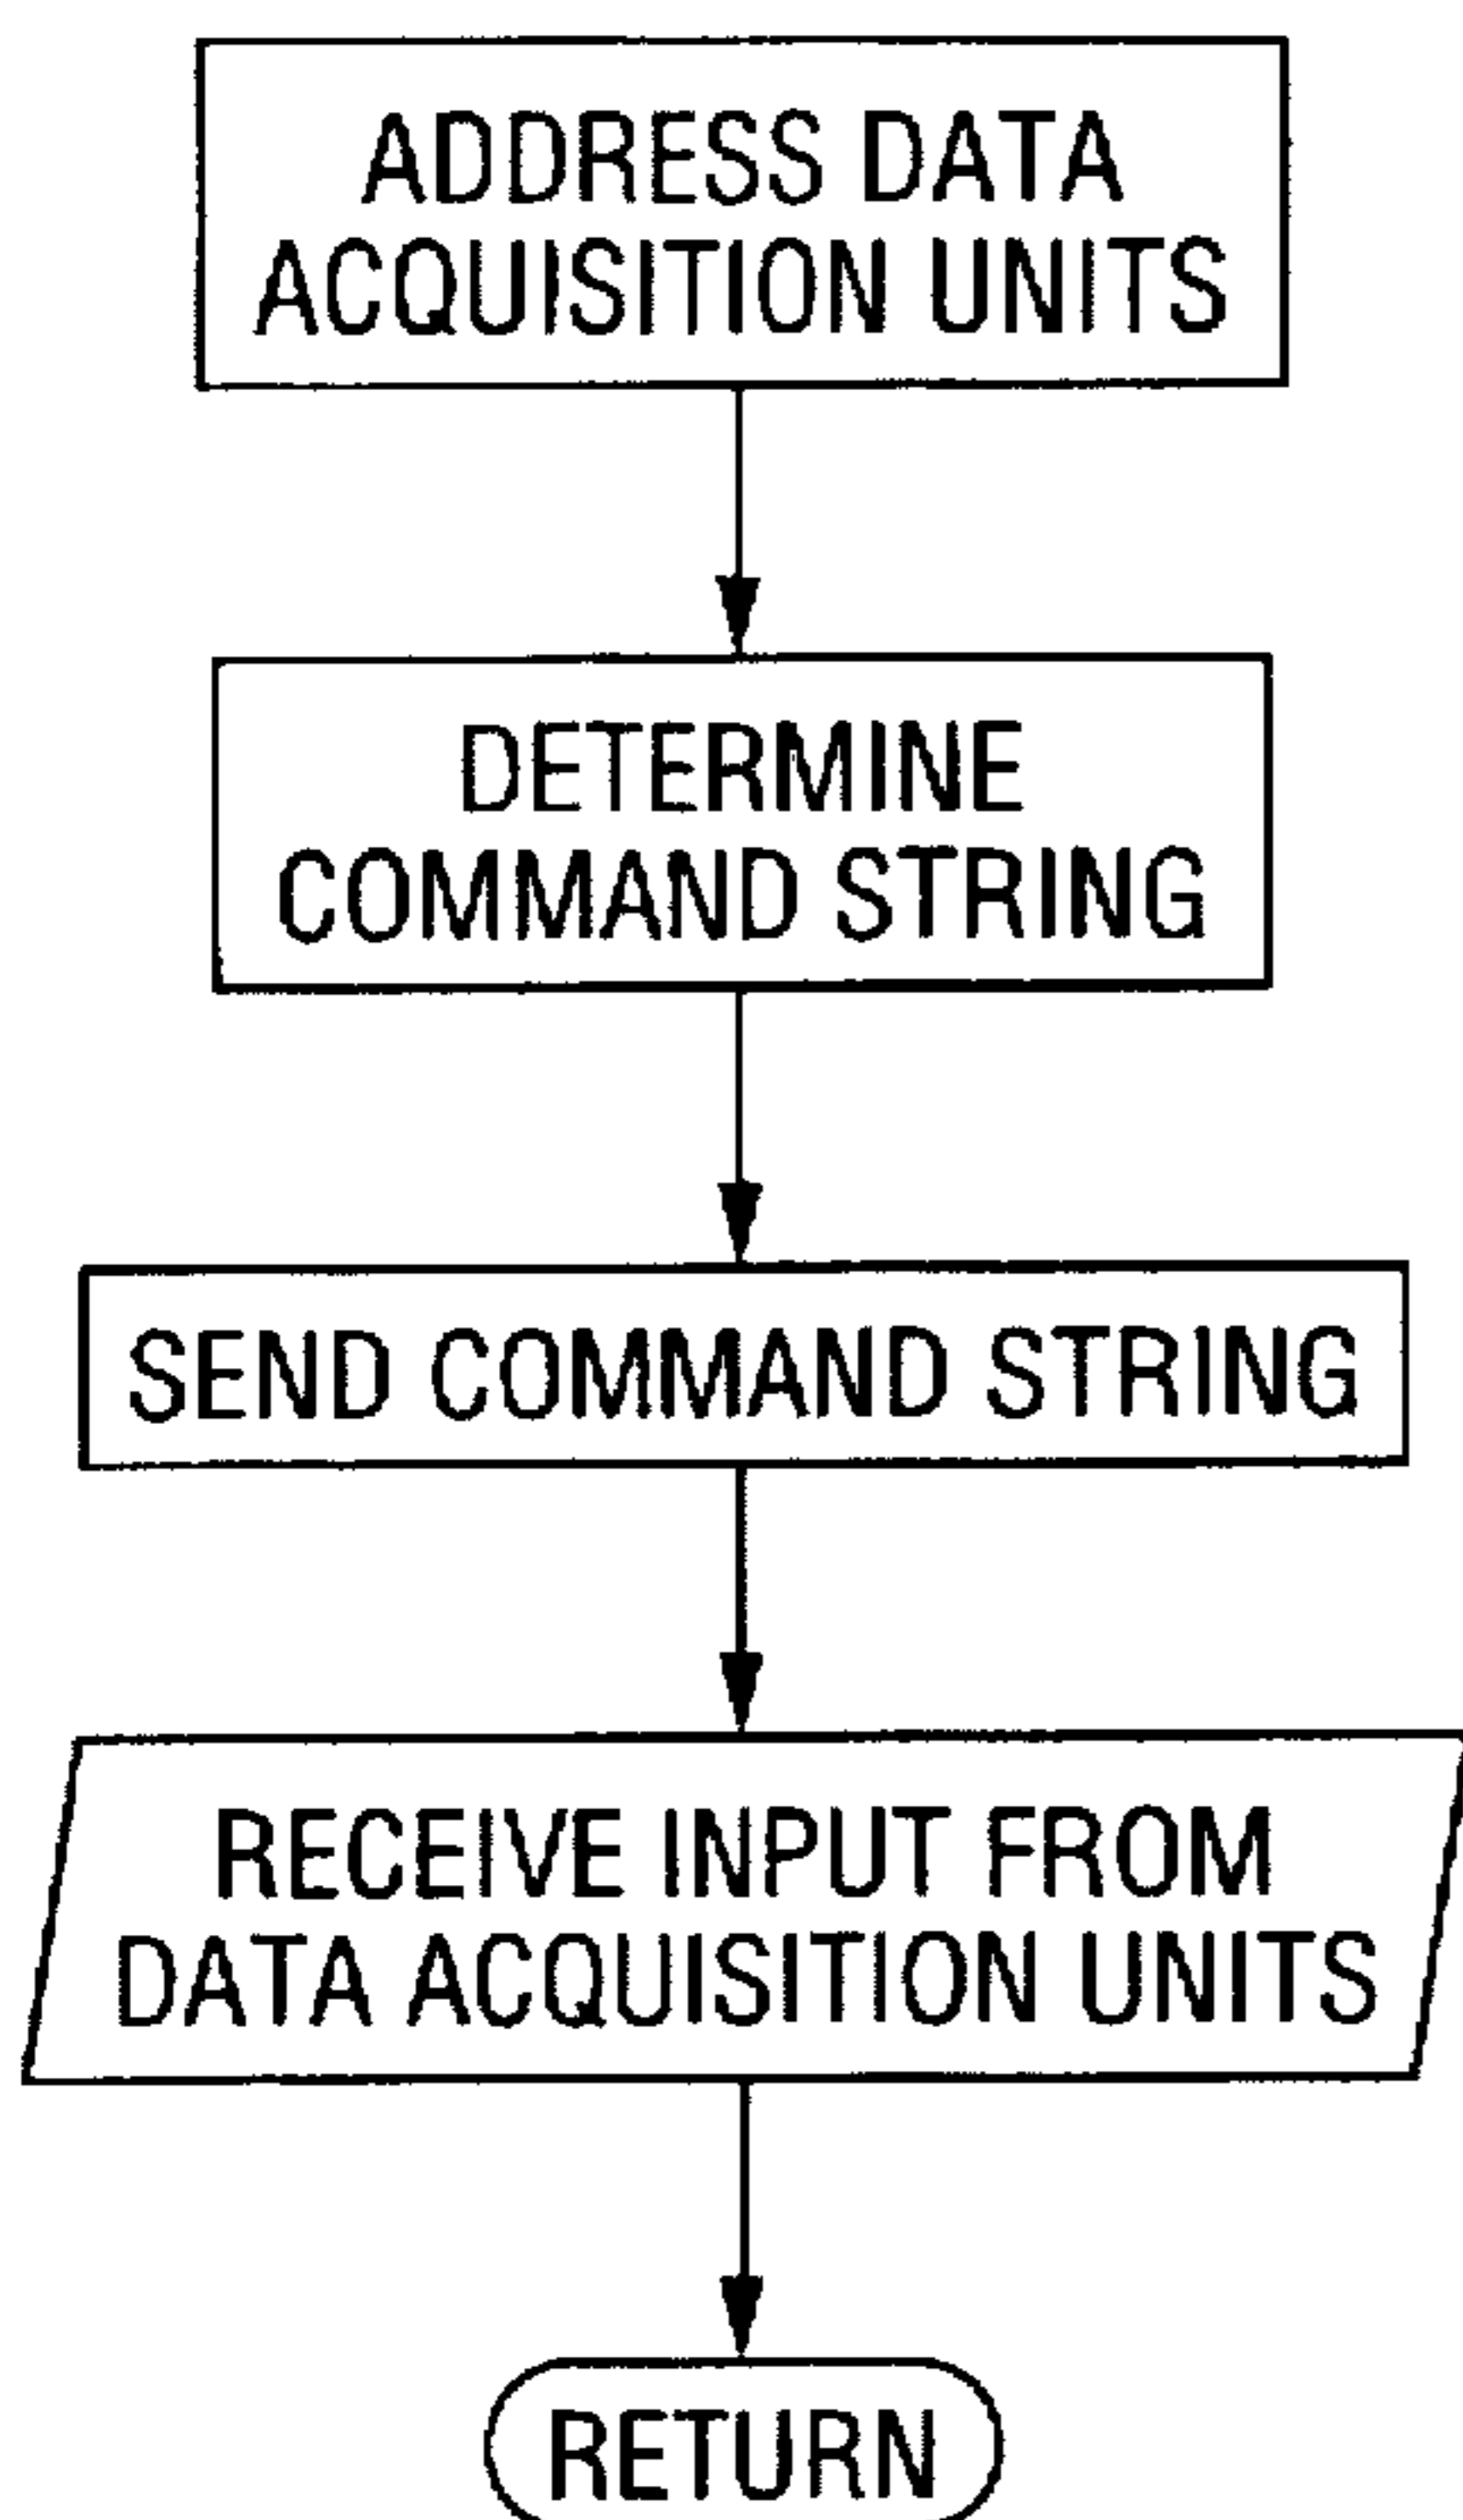 ADDRESS DATA
ACQUISITION UNITS
DETERMINE
COMMAND STRING
SEND COMMAND STRING
RECEIVE INPUT FROM
DATA ACQUISITION UNITS
RETURN